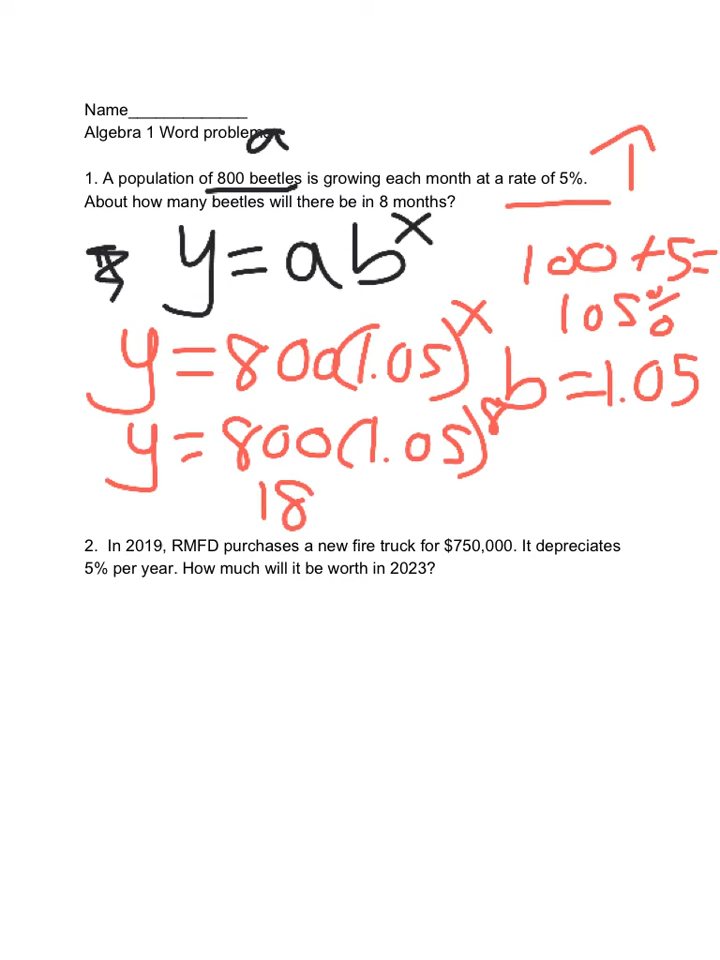 Name_____________
Algebra 1 Word problems
a
1. A population of 800 beetles is growing each month at a rate of 5%.
About how many beetles will there be in 8 months?
y = ab^x
100 + 5 =
105%
y = 800(1.05)^x
b = 1.05
y = 800(1.05)^8
18
2.  In 2019, RMFD purchases a new fire truck for $750,000. It depreciates
5% per year. How much will it be worth in 2023?